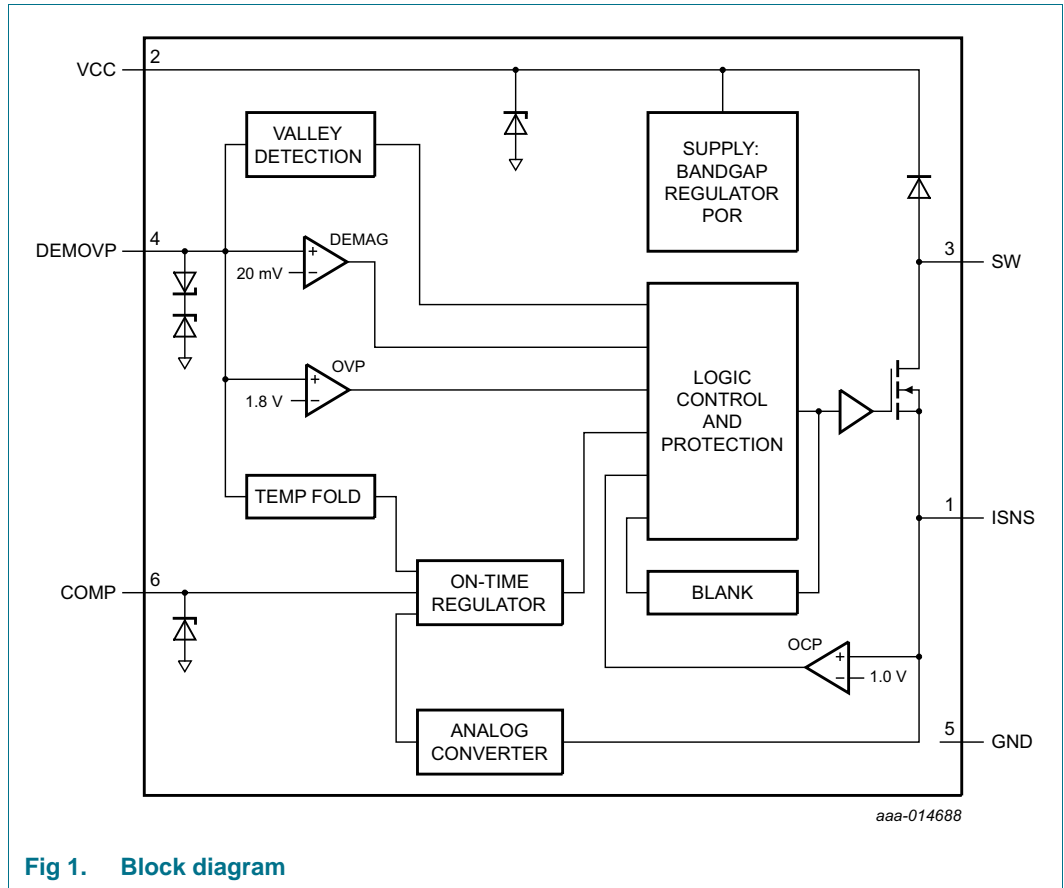 2
VCC
VALLEY
DETECTION
SUPPLY:
BANDGAP
REGULATOR
POR
4
DEMOVP
DEMAG
+
20 mV
−
3
SW
OVP
+
1.8 V
−
LOGIC
CONTROL
AND
PROTECTION
TEMP FOLD
1
ISNS
6
COMP
ON-TIME
REGULATOR
BLANK
OCP
+
−
1.0 V
ANALOG
CONVERTER
5
GND
aaa-014688
Fig 1. Block diagram